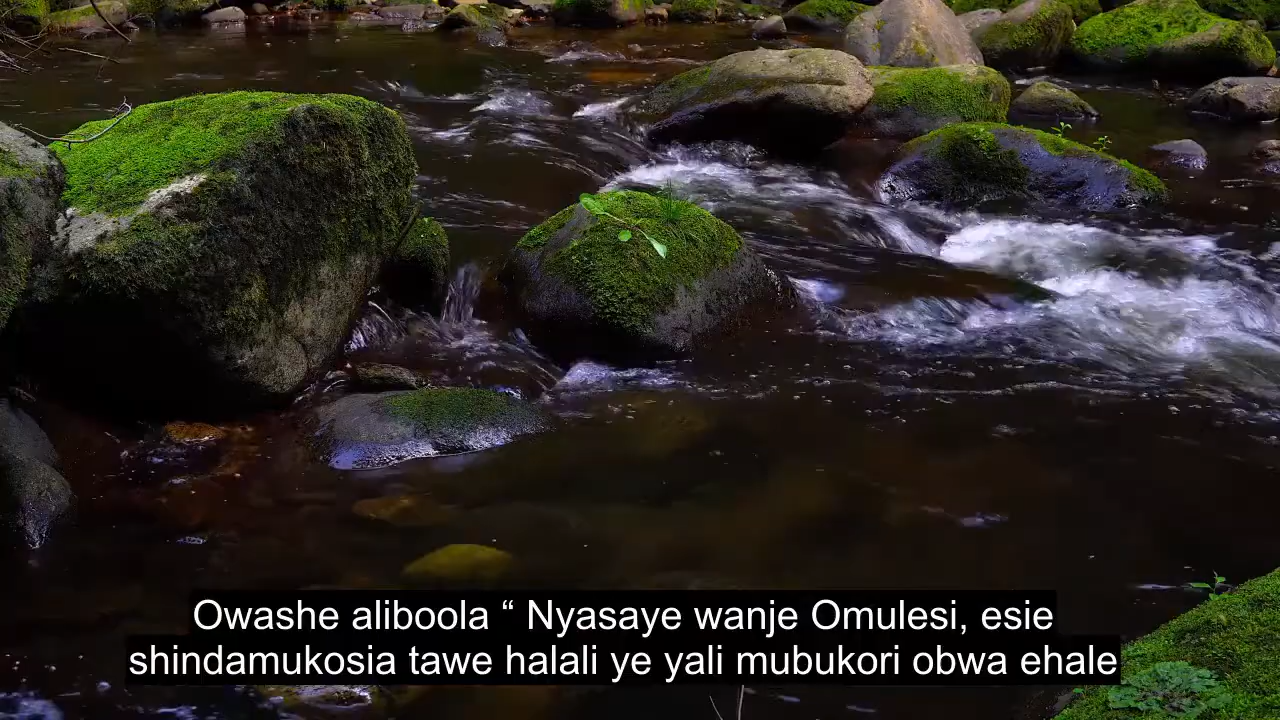 Owashe aliboola “ Nyasaye wanje Omulesi, esie
shindamukosia tawe halali ye yali mubukori obwa ehale